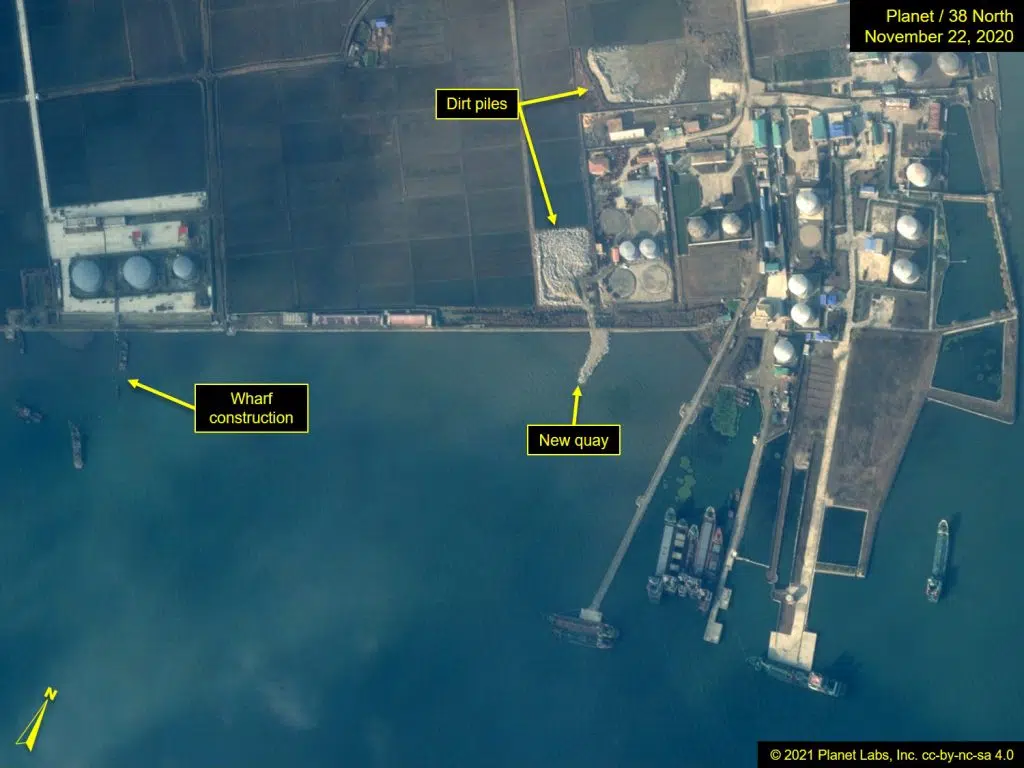 Planet / 38 North
November 22, 2020
Dirt piles
Wharf
construction
New quay
N
© 2021 Planet Labs, Inc. cc-by-nc-sa 4.0